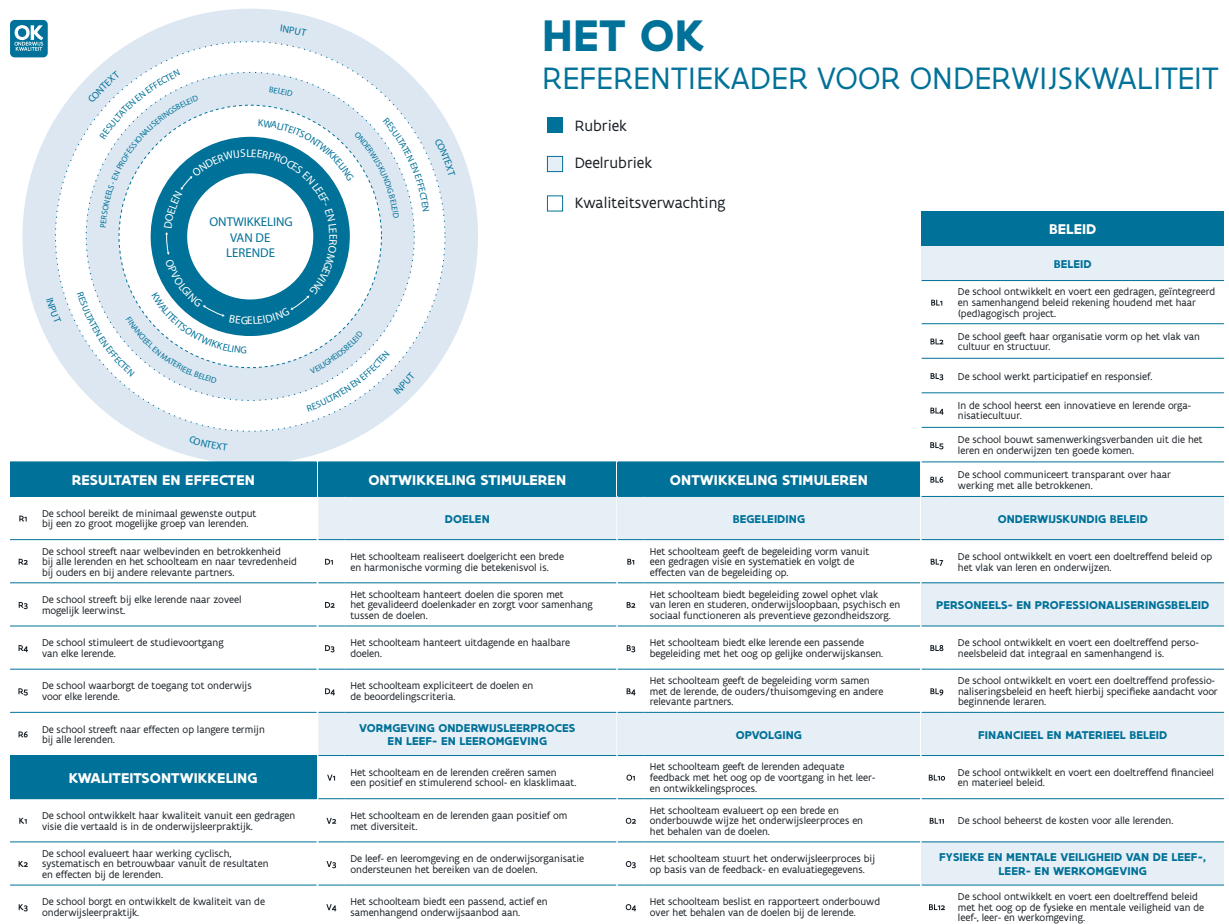 OK
ONDERWIJS
KWALITEIT
HET OK
REFERENTIEKADER VOOR ONDERWIJSKWALITEIT
Rubriek
Deelrubriek
Kwaliteitsverwachting
INPUT
CONTEXT
RESULTATEN EN EFFECTEN
PERSONEELS- EN PROFESSIONALISERINGSBELEID
BELEID
KWALITEITSONTWIKKELING
ONDERWIJSKUNDIG BELEID
RESULTATEN EN EFFECTEN
CONTEXT
DOELEN
ONDERWIJSLEERPROCES EN LEEF- EN LEEROMGEVING
ONTWIKKELING
VAN DE
LERENDE
OPVOLGING
BEGELEIDING
KWALITEITSONTWIKKELING
INPUT
RESULTATEN EN EFFECTEN
FINANCIEEL EN MATERIEEL BELEID
VEILIGHEIDSBELEID
RESULTATEN EN EFFECTEN
INPUT
CONTEXT
RESULTATEN EN EFFECTEN
R1 De school bereikt de minimaal gewenste output
bij een zo groot mogelijke groep van lerenden.
R2 De school streeft naar welbevinden en betrokkenheid
bij alle lerenden en het schoolteam en naar tevredenheid
bij ouders en bij andere relevante partners.
R3 De school streeft bij elke lerende naar zoveel
mogelijk leerwinst.
R4 De school stimuleert de studievoortgang
van elke lerende.
R5 De school waarborgt de toegang tot onderwijs
voor elke lerende.
R6 De school streeft naar effecten op langere termijn
bij alle lerenden.
KWALITEITSONTWIKKELING
K1 De school ontwikkelt haar kwaliteit vanuit een gedragen
visie die vertaald is in de onderwijsleerpraktijk.
K2 De school evalueert haar werking cyclisch,
systematisch en betrouwbaar vanuit de resultaten
en effecten bij de lerenden.
K3 De school borgt en ontwikkelt de kwaliteit van de
onderwijsleerpraktijk.
ONTWIKKELING STIMULEREN
DOELEN
D1 Het schoolteam realiseert doelgericht een brede
en harmonische vorming die betekenisvol is.
D2 Het schoolteam hanteert doelen die sporen met
het gevalideerd doelenkader en zorgt voor samenhang
tussen de doelen.
D3 Het schoolteam hanteert uitdagende en haalbare
doelen.
D4 Het schoolteam expliciteert de doelen en
de beoordelingscriteria.
VORMGEVING ONDERWIJSLEERPROCES
EN LEEF- EN LEEROMGEVING
V1 Het schoolteam en de lerenden creëren samen
een positief en stimulerend school- en klasklimaat.
V2 Het schoolteam en de lerenden gaan positief om
met diversiteit.
V3 De leef- en leeromgeving en de onderwijsorganisatie
ondersteunen het bereiken van de doelen.
V4 Het schoolteam biedt een passend, actief en
samenhangend onderwijsaanbod aan.
ONTWIKKELING STIMULEREN
BEGELEIDING
B1 Het schoolteam geeft de begeleiding vorm vanuit
een gedragen visie en systematiek en volgt de
effecten van de begeleiding op.
B2 Het schoolteam biedt begeleiding zowel ophet vlak
van leren en studeren, onderwijsloopbaan, psychisch en
sociaal functioneren als preventieve gezondheidszorg.
B3 Het schoolteam biedt elke lerende een passende
begeleiding met het oog op gelijke onderwijskansen.
B4 Het schoolteam geeft de begeleiding vorm samen
met de lerende, de ouders/thuisomgeving en andere
relevante partners.
OPVOLGING
O1 Het schoolteam geeft de lerenden adequate
feedback met het oog op de voortgang in het leer-
en ontwikkelingsproces.
O2 Het schoolteam evalueert op een brede en
onderbouwde wijze het onderwijsleerproces en
het behalen van de doelen.
O3 Het schoolteam stuurt het onderwijsleerproces bij
op basis van de feedback- en evaluatiegegevens.
O4 Het schoolteam beslist en rapporteert onderbouwd
over het behalen van de doelen bij de lerende.
BELEID
BELEID
BL1 De school ontwikkelt en voert een gedragen, geïntegreerd
en samenhangend beleid rekening houdend met haar
(ped)agogisch project.
BL2 De school geeft haar organisatie vorm op het vlak van
cultuur en structuur.
BL3 De school werkt participatief en responsief.
BL4 In de school heerst een innovatieve en lerende orga-
nisatiecultuur.
BL5 De school bouwt samenwerkingsverbanden uit die het
leren en onderwijzen ten goede komen.
BL6 De school communiceert transparant over haar
werking met alle betrokkenen.
ONDERWIJSKUNDIG BELEID
BL7 De school ontwikkelt en voert een doeltreffend beleid op
het vlak van leren en onderwijzen.
PERSONEELS- EN PROFESSIONALISERINGSBELEID
BL8 De school ontwikkelt en voert een doeltreffend perso-
neelsbeleid dat integraal en samenhangend is.
BL9 De school ontwikkelt en voert een doeltreffend professio-
naliseringsbeleid en heeft hierbij specifieke aandacht voor
beginnende leraren.
FINANCIEEL EN MATERIEEL BELEID
BL10 De school ontwikkelt en voert een doeltreffend financieel
en materieel beleid.
BL11 De school beheerst de kosten voor alle lerenden.
FYSIEKE EN MENTALE VEILIGHEID VAN DE LEEF-,
LEER- EN WERKOMGEVING
BL12 De school ontwikkelt en voert een doeltreffend beleid
met het oog op de fysieke en mentale veiligheid van de
leef-, leer- en werkomgeving.